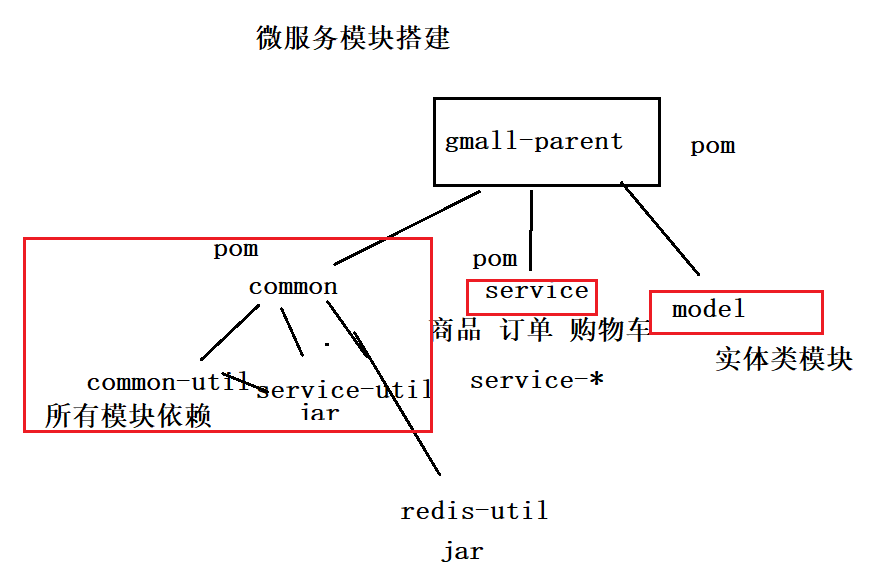 微服务模块搭建
gmall-parent
pom
pom
common
pom
service
model
商品 订单 购物车
实体类模块
common-util
service-util
service-*
所有模块依赖
jar
redis-util
jar